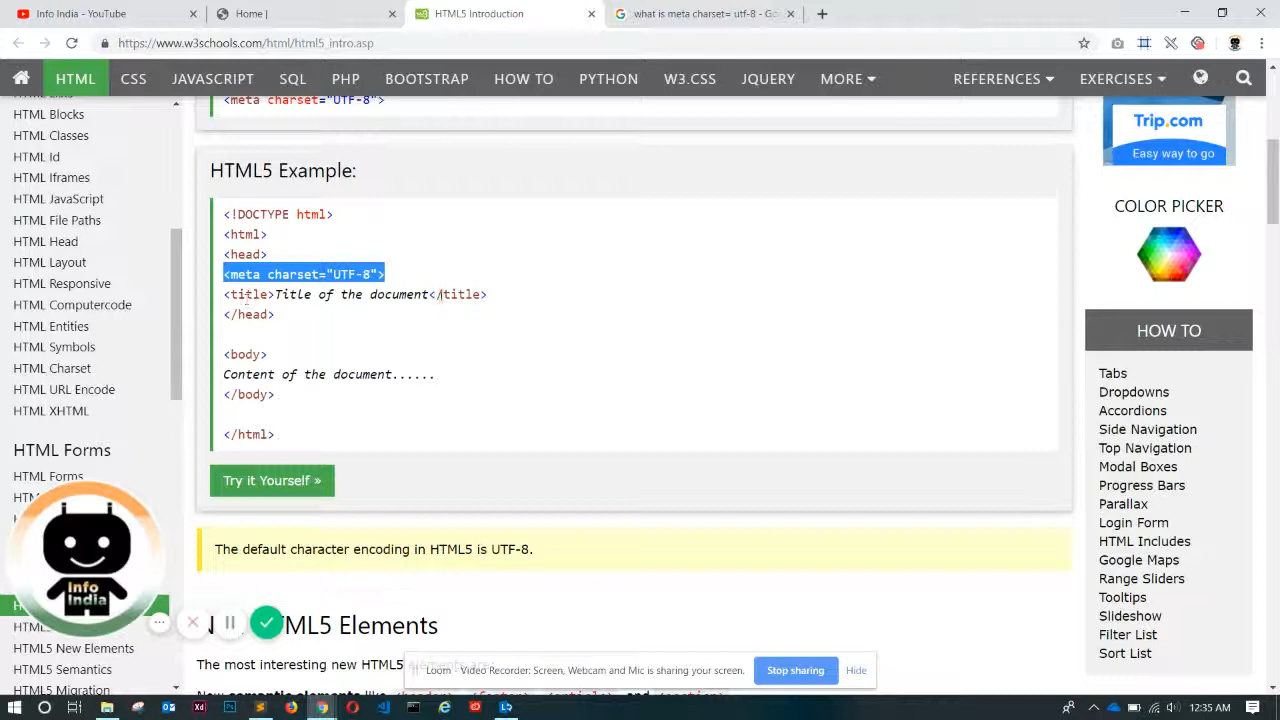 Info India - YouTube
Home |
HTML5 Introduction
what is meta charset= utf-8 - Goo
https://www.w3schools.com/html/html5_intro.asp
HTML
CSS
JAVASCRIPT
SQL
PHP
BOOTSTRAP
HOW TO
PYTHON
W3.CSS
JQUERY
MORE
REFERENCES
EXERCISES
HTML Blocks
HTML Classes
HTML Id
HTML Iframes
HTML JavaScript
HTML File Paths
HTML Head
HTML Layout
HTML Responsive
HTML Computercode
HTML Entities
HTML Symbols
HTML Charset
HTML URL Encode
HTML XHTML
HTML Forms
HTML Forms
HTML5 New Elements
HTML5 Semantics
HTML5 Migration
Info
India
<meta charset="UTF-8">
HTML5 Example:
<!DOCTYPE html>
<html>
<head>
<meta charset="UTF-8">
<title>Title of the document</title>
</head>
<body>
Content of the document......
</body>
</html>
Try it Yourself »
The default character encoding in HTML5 is UTF-8.
HTML5 Elements
The most interesting new HTML5
Loom - Video Recorder: Screen, Webcam and Mic is sharing your screen.
Stop sharing
Hide
Trip.com
Easy way to go
COLOR PICKER
HOW TO
Tabs
Dropdowns
Accordions
Side Navigation
Top Navigation
Modal Boxes
Progress Bars
Parallax
Login Form
HTML Includes
Google Maps
Range Sliders
Tooltips
Slideshow
Filter List
Sort List
Xd
Ps
12:35 AM